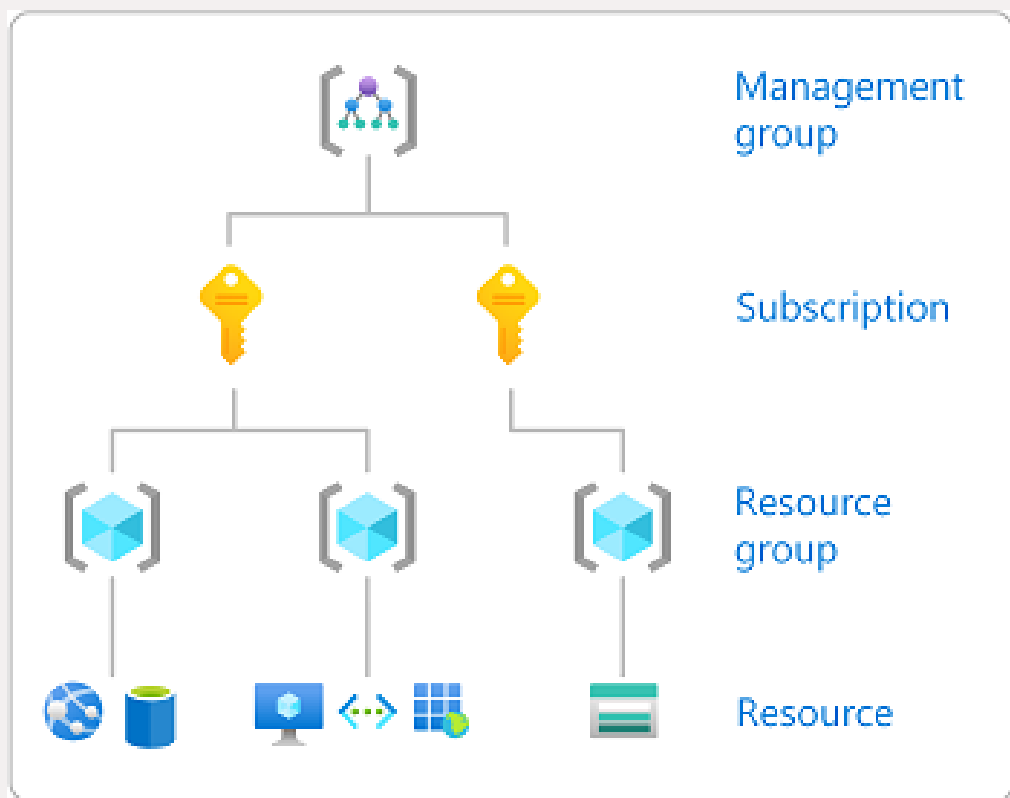 Management
group
Subscription
Resource
group
Resource